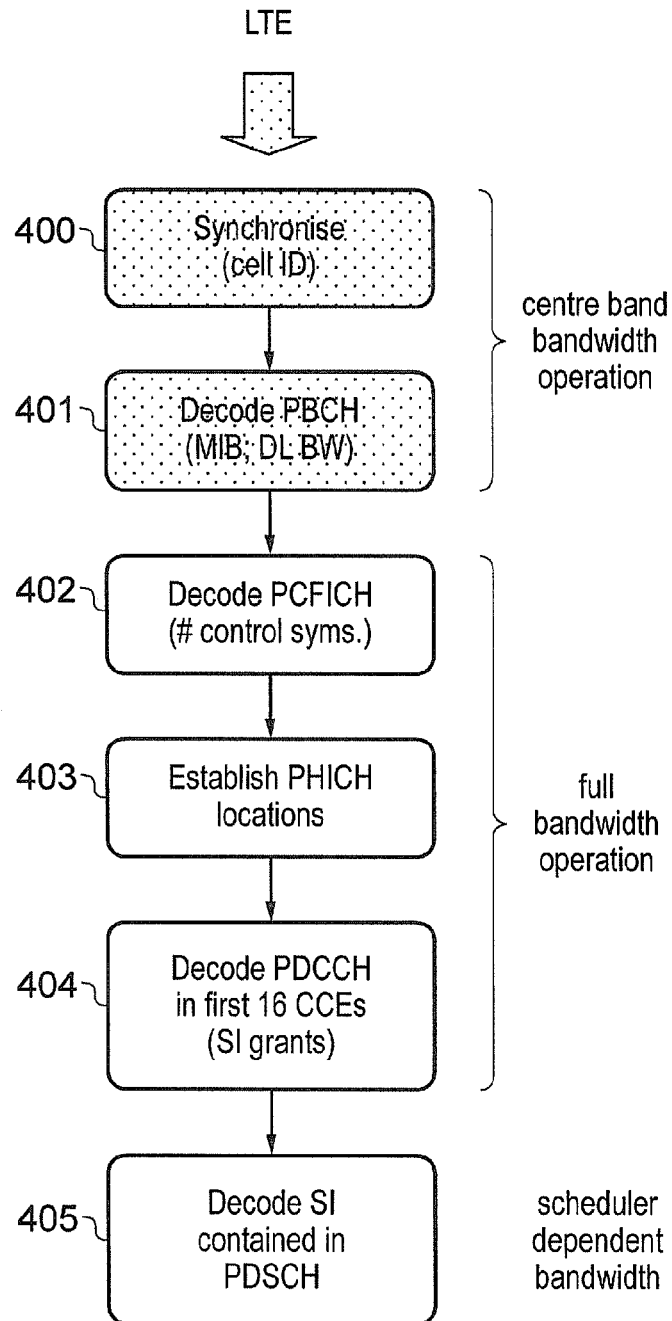 LTE
400
Synchronise
(cell ID)
centre band
bandwidth
operation
401
Decode PBCH
(MIB; DL BW)
402
Decode PCFICH
(# control syms.)
403
Establish PHICH
locations
full
bandwidth
operation
404
Decode PDCCH
in first 16 CCEs
(SI grants)
405
Decode SI
contained in
PDSCH
scheduler
dependent
bandwidth